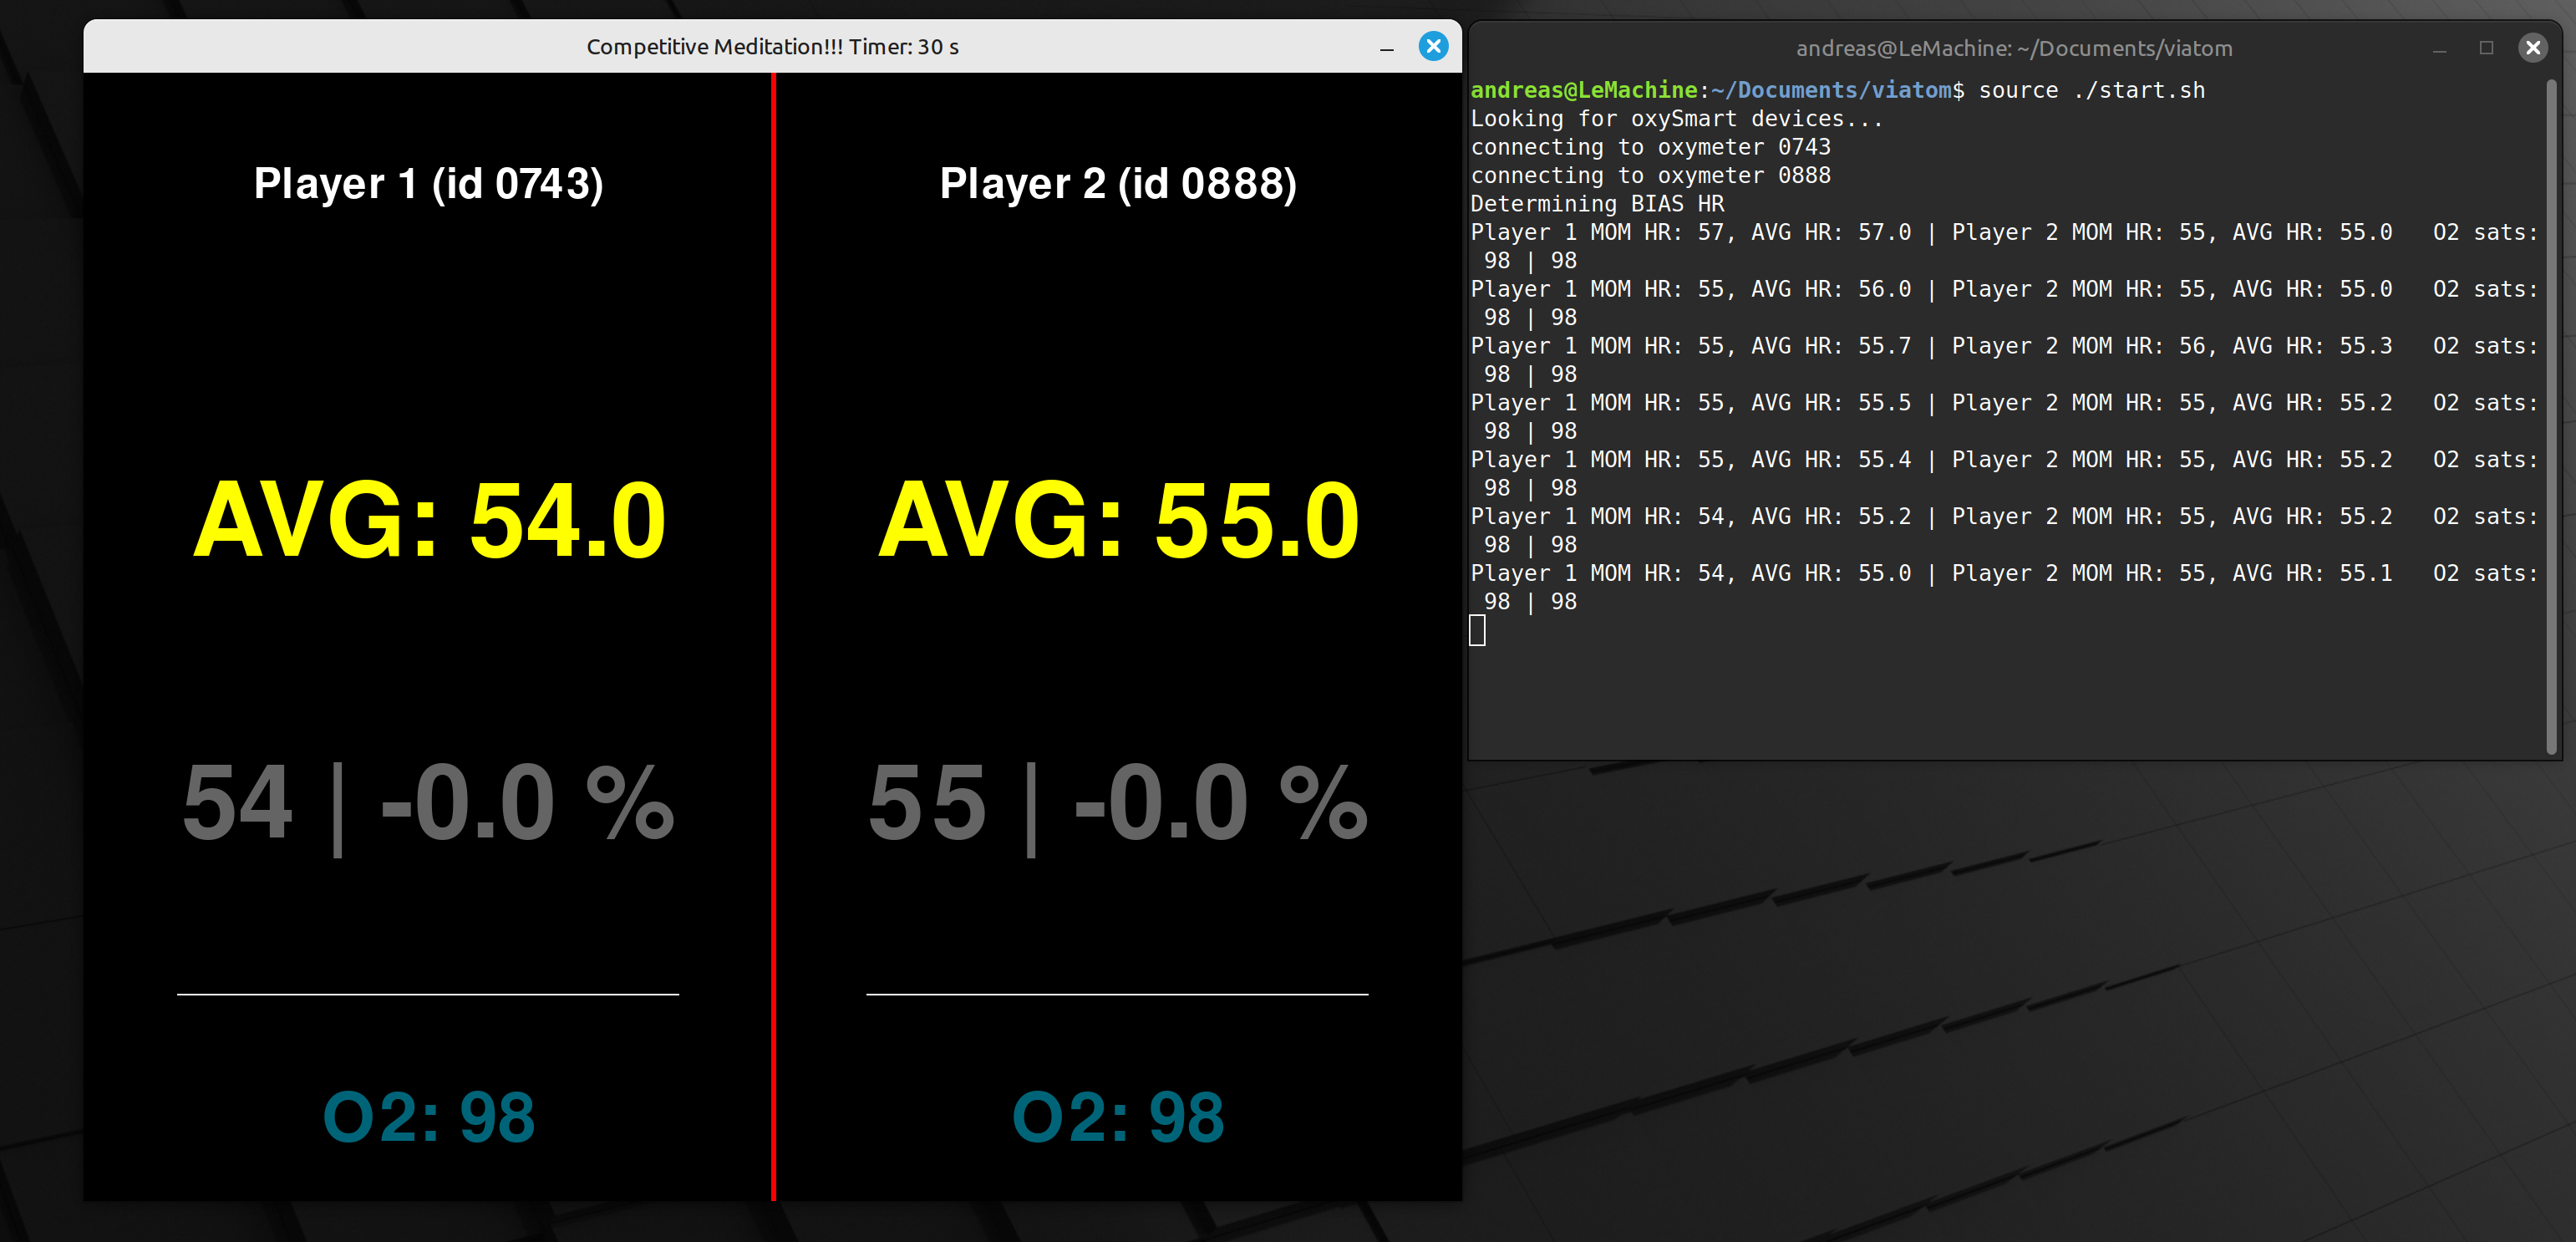 Competitive Meditation!!! Timer: 30 s
Player 1 (id 0743)
AVG: 54.0
54 | -0.0 %
O2: 98
Player 2 (id 0888)
AVG: 55.0
55 | -0.0 %
O2: 98
andreas@LeMachine: ~/Documents/viatom
andreas@LeMachine:~/Documents/viatom$ source ./start.sh
Looking for oxySmart devices...
connecting to oxymeter 0743
connecting to oxymeter 0888
Determining BIAS HR
Player 1 MOM HR: 57, AVG HR: 57.0 | Player 2 MOM HR: 55, AVG HR: 55.0   O2 sats:
 98 | 98
Player 1 MOM HR: 55, AVG HR: 56.0 | Player 2 MOM HR: 55, AVG HR: 55.0   O2 sats:
 98 | 98
Player 1 MOM HR: 55, AVG HR: 55.7 | Player 2 MOM HR: 56, AVG HR: 55.3   O2 sats:
 98 | 98
Player 1 MOM HR: 55, AVG HR: 55.5 | Player 2 MOM HR: 55, AVG HR: 55.2   O2 sats:
 98 | 98
Player 1 MOM HR: 55, AVG HR: 55.4 | Player 2 MOM HR: 55, AVG HR: 55.2   O2 sats:
 98 | 98
Player 1 MOM HR: 54, AVG HR: 55.2 | Player 2 MOM HR: 55, AVG HR: 55.2   O2 sats:
 98 | 98
Player 1 MOM HR: 54, AVG HR: 55.0 | Player 2 MOM HR: 55, AVG HR: 55.1   O2 sats:
 98 | 98